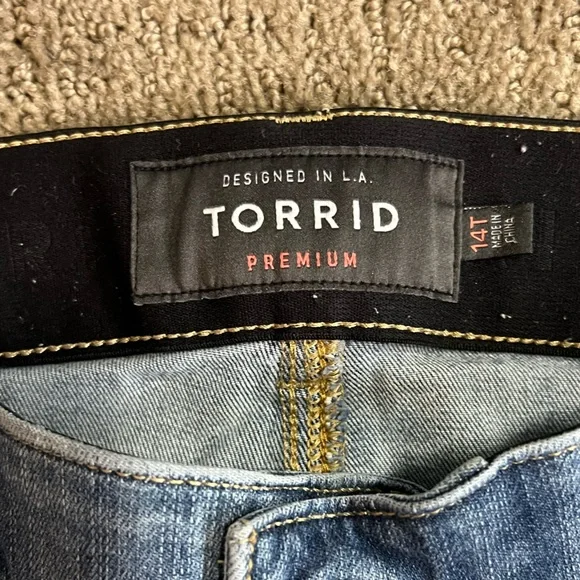 DESIGNED IN L.A.
TORRID
PREMIUM
14T
MADE IN
CHINA